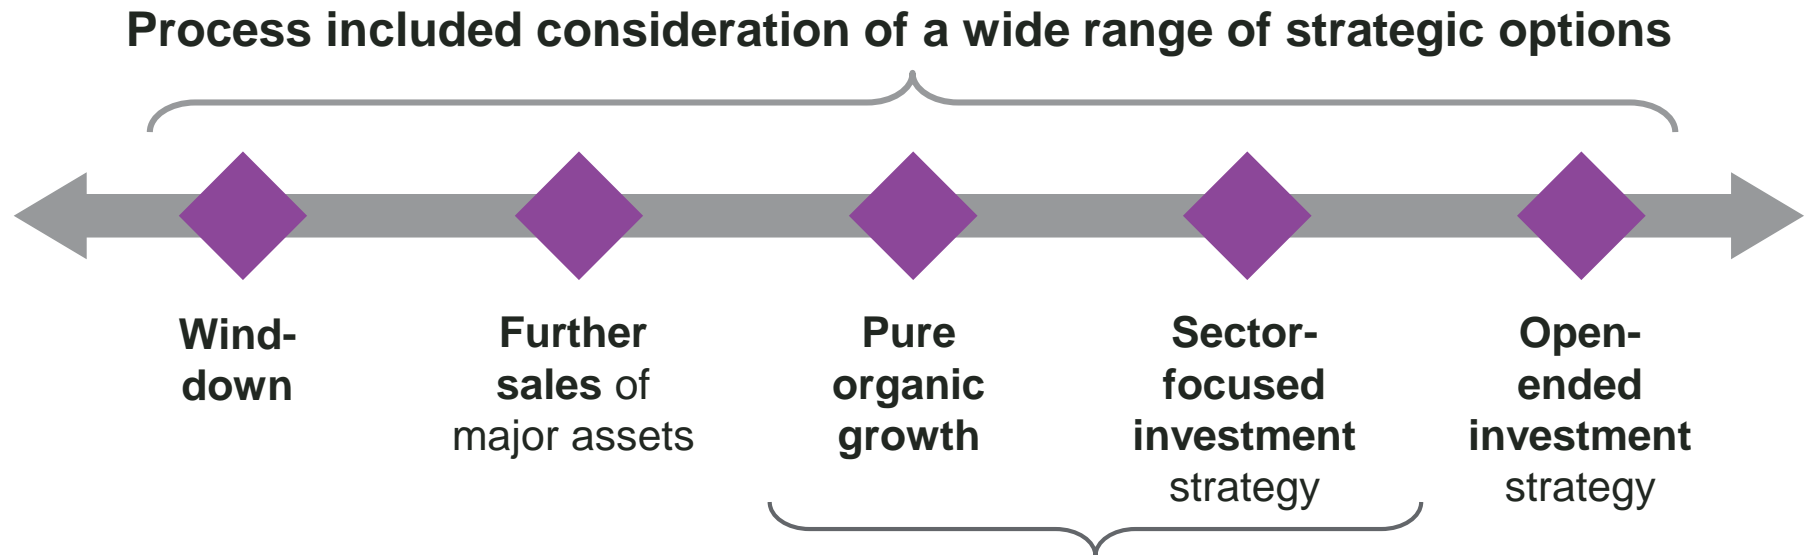 Process included consideration of a wide range of strategic options
Wind-
down
Further
sales of
major assets
Pure
organic
growth
Sector-
focused
investment
strategy
Open-
ended
investment
strategy